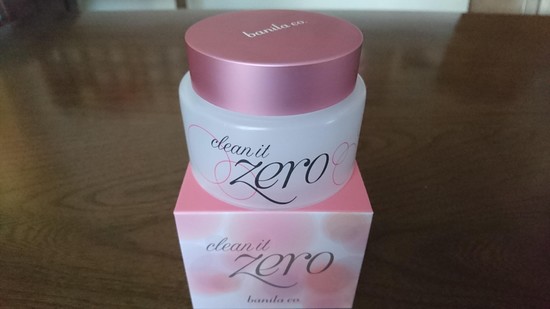 banila co.
clean it
zero
clean it
zero
banila co.